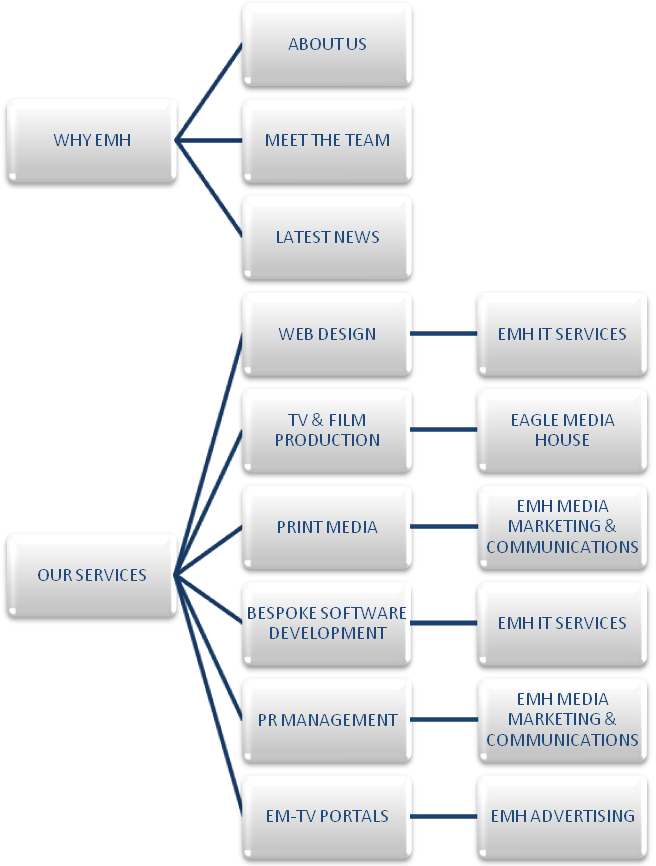 WHY EMH
ABOUT US
MEET THE TEAM
LATEST NEWS
OUR SERVICES
WEB DESIGN
EMH IT SERVICES
TV & FILM
PRODUCTION
EAGLE MEDIA
HOUSE
PRINT MEDIA
EMH MEDIA
MARKETING &
COMMUNICATIONS
BESPOKE SOFTWARE
DEVELOPMENT
EMH IT SERVICES
PR MANAGEMENT
EMH MEDIA
MARKETING &
COMMUNICATIONS
EM-TV PORTALS
EMH ADVERTISING